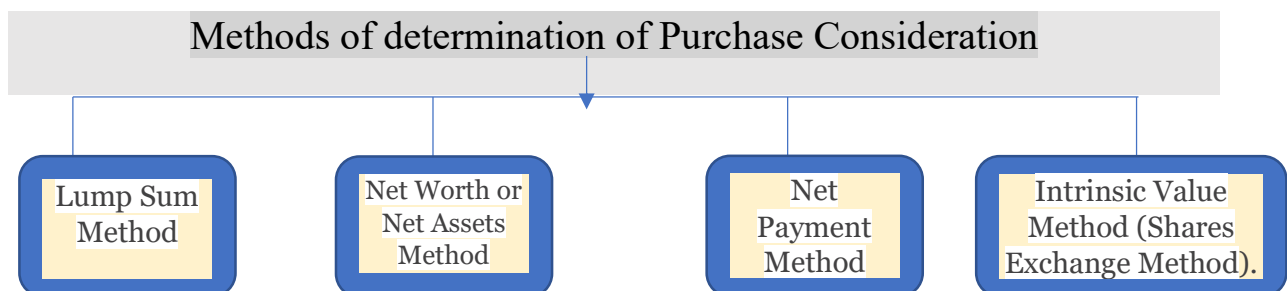 Methods of determination of Purchase Consideration
Lump Sum
Method
Net Worth or
Net Assets
Method
Net
Payment
Method
Intrinsic Value
Method (Shares
Exchange Method).